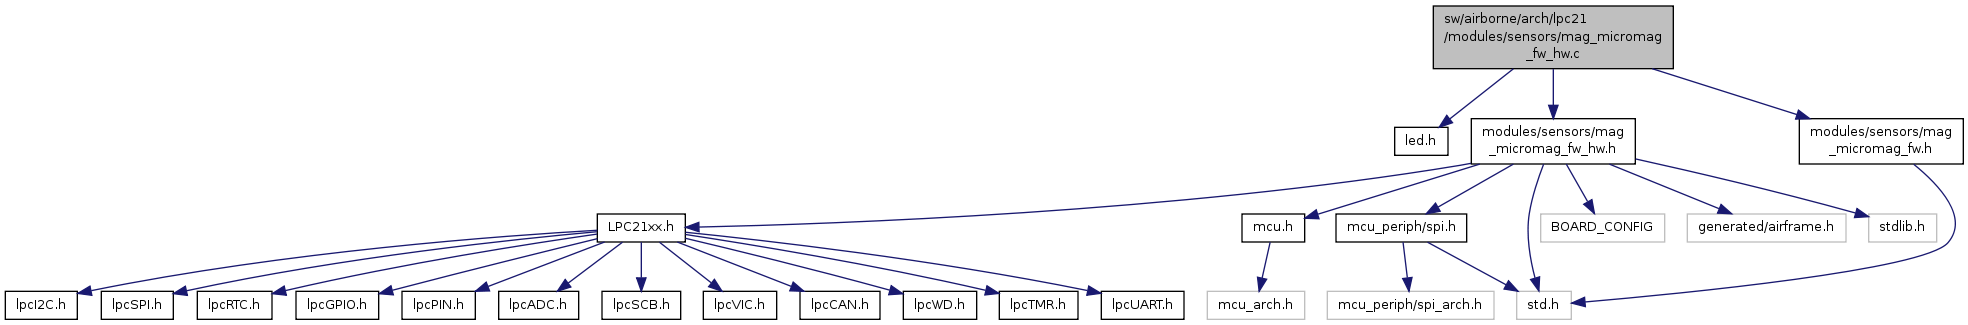 sw/airborne/arch/lpc21
/modules/sensors/mag_micromag
_fw_hw.c
led.h
modules/sensors/mag
_micromag_fw_hw.h
modules/sensors/mag
_micromag_fw.h
LPC21xx.h
mcu.h
mcu_periph/spi.h
BOARD_CONFIG
generated/airframe.h
stdlib.h
lpcI2C.h
lpcSPI.h
lpcRTC.h
lpcGPIO.h
lpcPIN.h
lpcADC.h
lpcSCB.h
lpcVIC.h
lpcCAN.h
lpcWD.h
lpcTMR.h
lpcUART.h
mcu_arch.h
mcu_periph/spi_arch.h
std.h